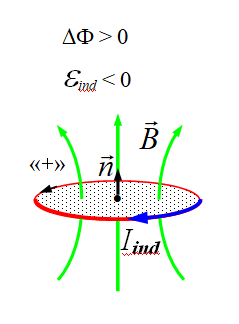 ΔΦ > 0
ℰind < 0
B⃗
«+» n⃗
Iind